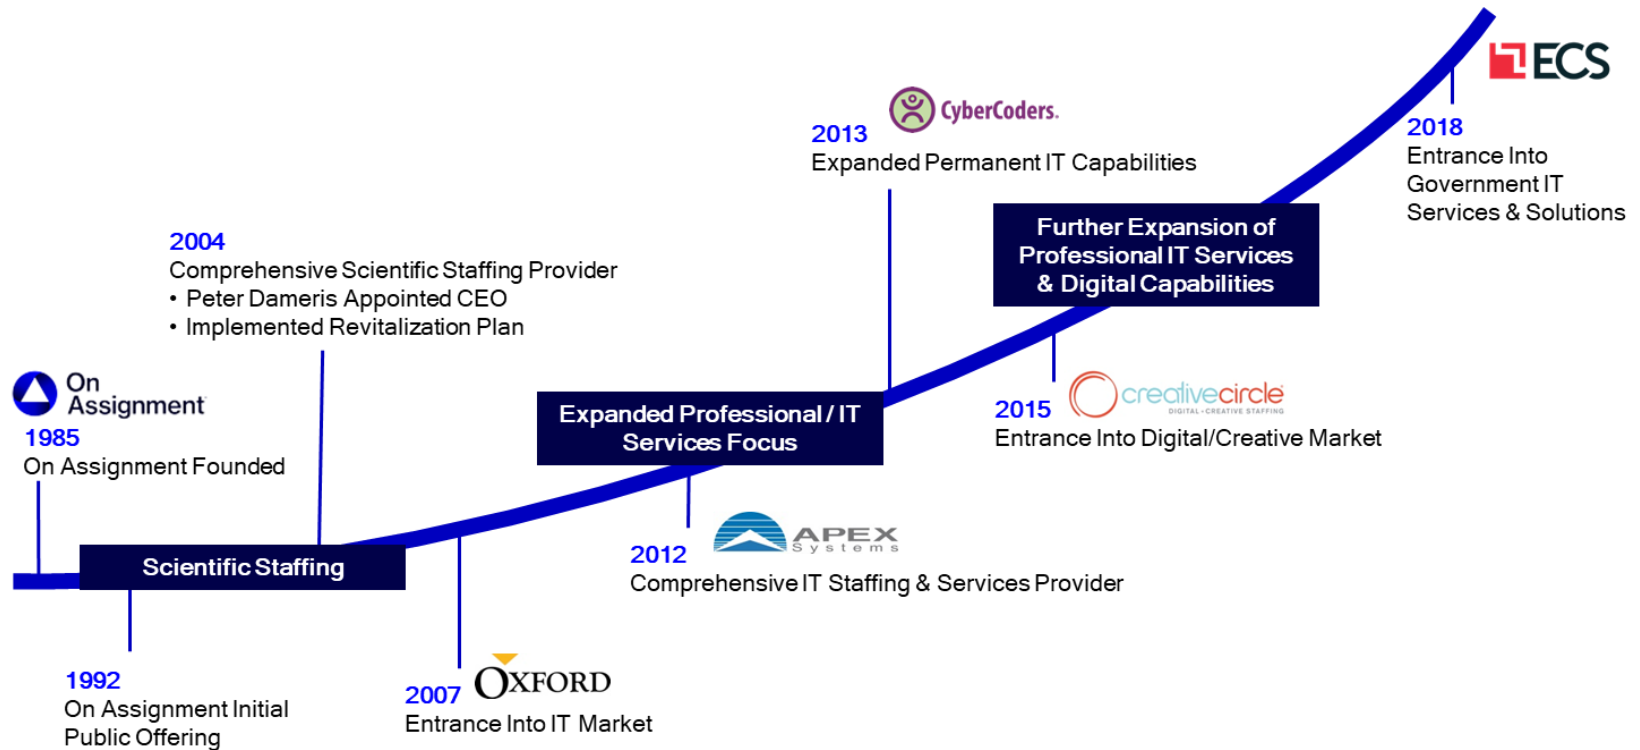 On
Assignment
1985
On Assignment Founded
Scientific Staffing
1992
On Assignment Initial
Public Offering
2004
Comprehensive Scientific Staffing Provider
• Peter Dameris Appointed CEO
• Implemented Revitalization Plan
OXFORD
2007
Entrance Into IT Market
Expanded Professional / IT
Services Focus
APEX
Systems
2012
Comprehensive IT Staffing & Services Provider
CyberCoders.
2013
Expanded Permanent IT Capabilities
Further Expansion of
Professional IT Services
& Digital Capabilities
creativecircle
DIGITAL • CREATIVE STAFFING
2015
Entrance Into Digital/Creative Market
ECS
2018
Entrance Into
Government IT
Services & Solutions